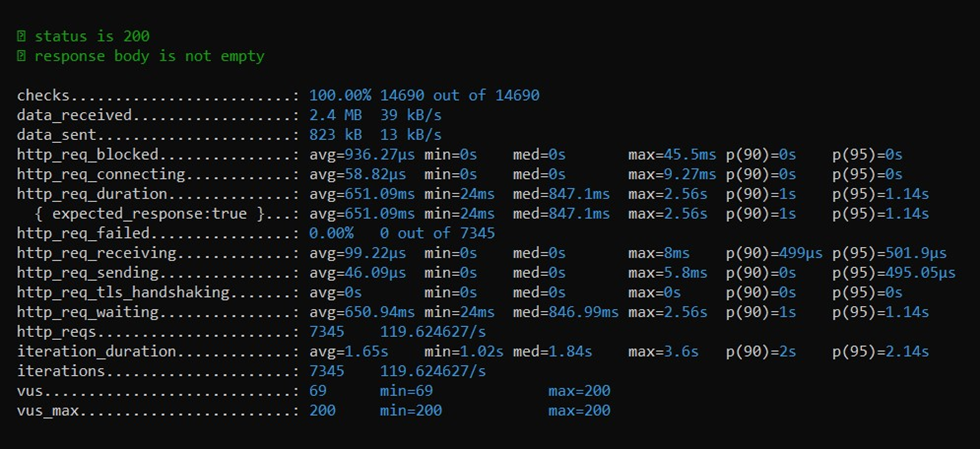 status is 200
response body is not empty
checks.........................: 100.00% 14690 out of 14690
data_received..................: 2.4 MB 39 kB/s
data_sent......................: 823 kB 13 kB/s
http_req_blocked...............: avg=936.27µs min=0s med=0s max=45.5ms p(90)=0s p(95)=0s
http_req_connecting............: avg=58.82µs min=0s med=0s max=9.27ms p(90)=0s p(95)=0s
http_req_duration..............: avg=651.09ms min=24ms med=847.1ms max=2.56s p(90)=1s p(95)=1.14s
{ expected_response:true }...: avg=651.09ms min=24ms med=847.1ms max=2.56s p(90)=1s p(95)=1.14s
http_req_failed................: 0.00% 0 out of 7345
http_req_receiving.............: avg=99.22µs min=0s med=0s max=8ms p(90)=499µs p(95)=501.9µs
http_req_sending...............: avg=46.09µs min=0s med=0s max=5.8ms p(90)=0s p(95)=495.05µs
http_req_tls_handshaking.......: avg=0s min=0s med=0s max=0s p(90)=0s p(95)=0s
http_req_waiting...............: avg=650.94ms min=24ms med=846.99ms max=2.56s p(90)=1s p(95)=1.14s
http_reqs......................: 7345 119.624627/s
iteration_duration.............: avg=1.65s min=1.02s med=1.84s max=3.6s p(90)=2s p(95)=2.14s
iterations.....................: 7345 119.624627/s
vus............................: 69 min=69 max=200
vus_max........................: 200 min=200 max=200